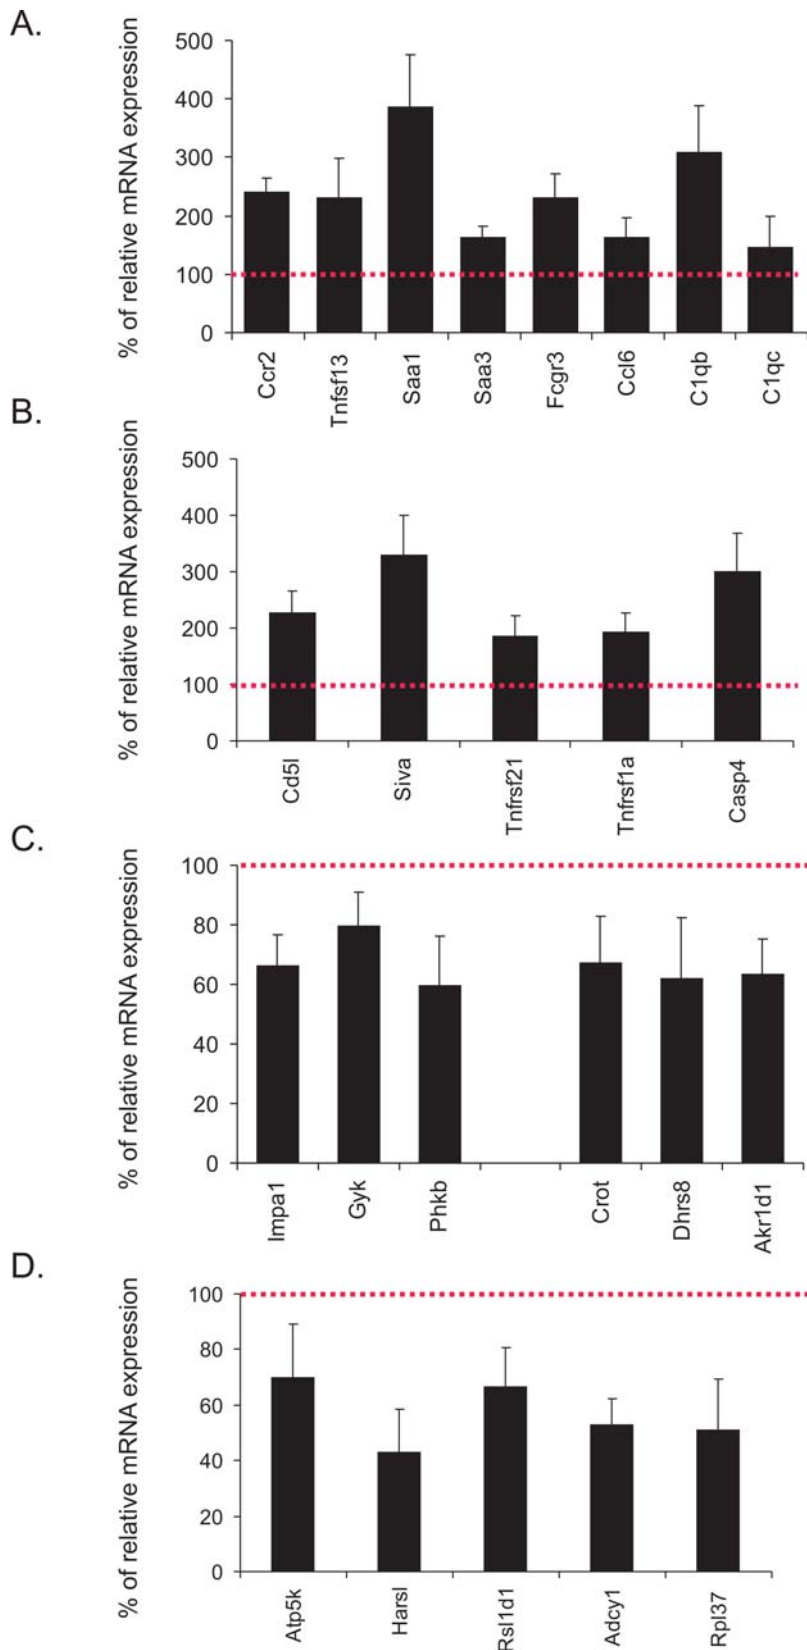 A.
% of relative mRNA expression
500
400
300
200
100
0
Ccr2
Tnfsf13
Saa1
Saa3
Fcgr3
Ccl6
C1qb
C1qc
B.
% of relative mRNA expression
500
400
300
200
100
0
Cd5l
Siva
Tnfrsf21
Tnfrsf1a
Casp4
C.
% of relative mRNA expression
100
80
60
40
20
0
Impa1
Gyk
Phkb
Crot
Dhrs8
Akr1d1
D.
% of relative mRNA expression
100
80
60
40
20
0
Atp5k
Harsl
Rsl1d1
Adcy1
Rpl37